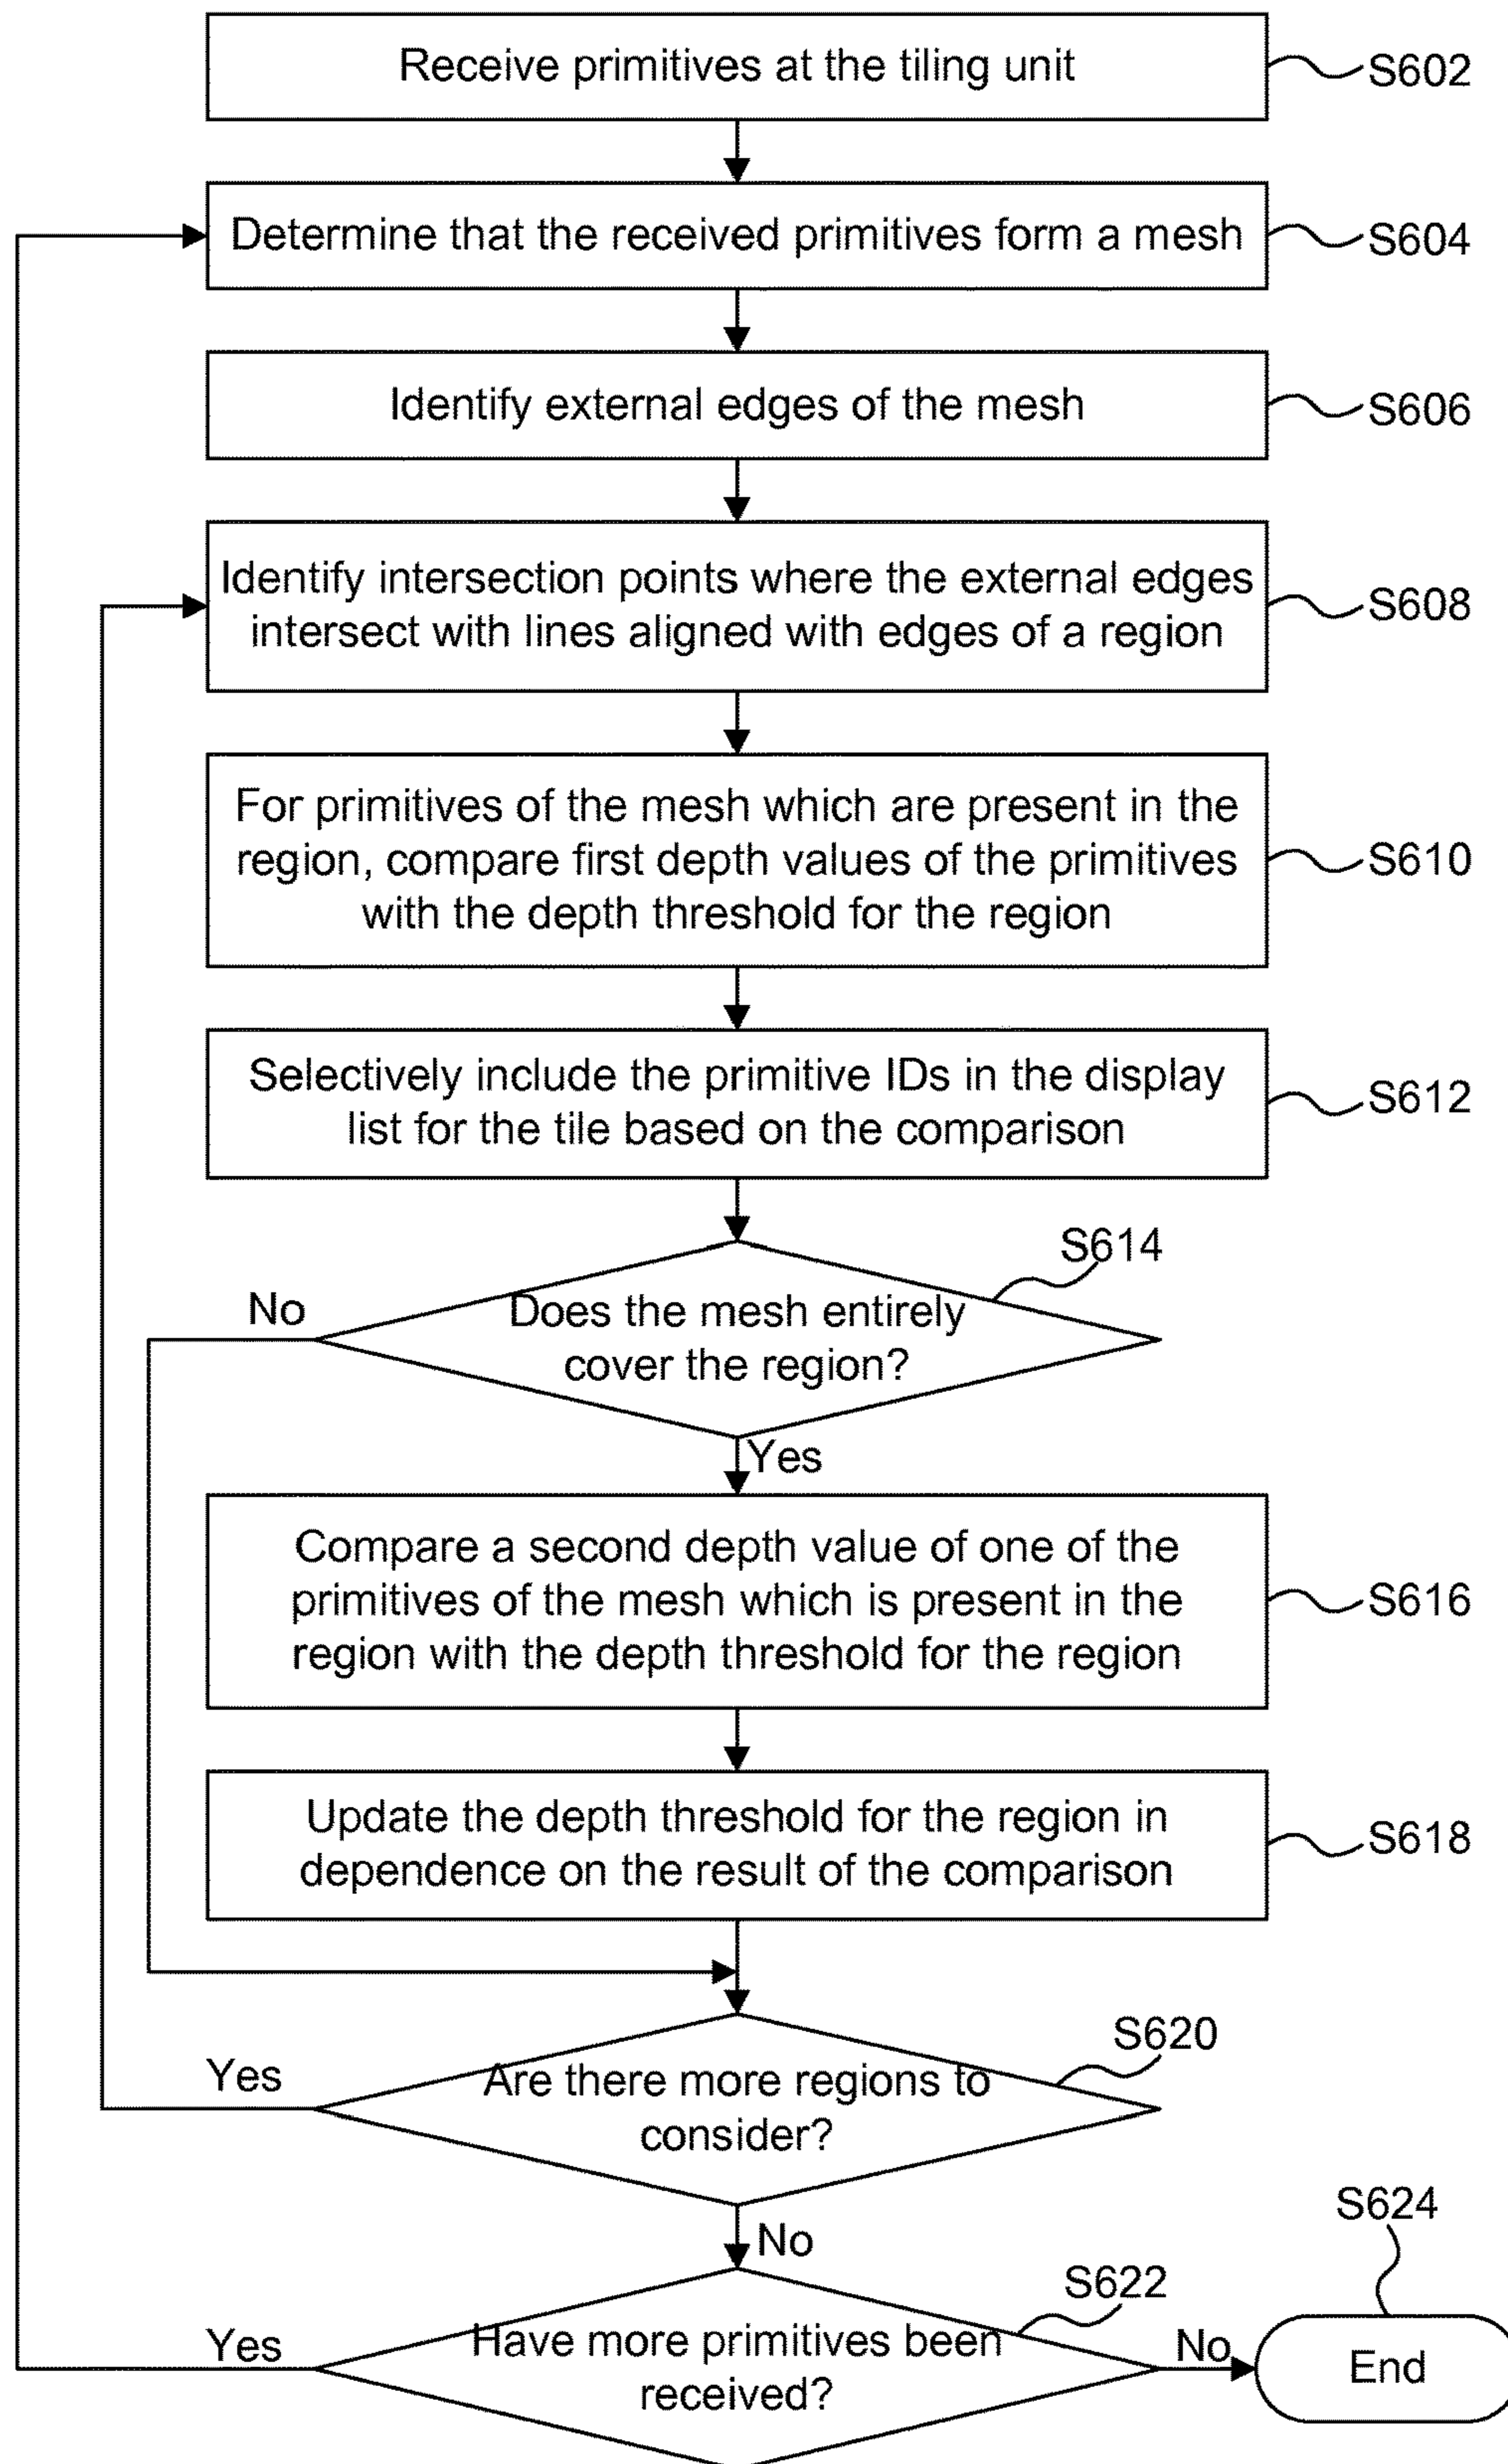 Receive primitives at the tiling unit
S602
Determine that the received primitives form a mesh
S604
Identify external edges of the mesh
S606
Identify intersection points where the external edges
intersect with lines aligned with edges of a region
S608
For primitives of the mesh which are present in the
region, compare first depth values of the primitives
with the depth threshold for the region
S610
Selectively include the primitive IDs in the display
list for the tile based on the comparison
S612
S614
No
Does the mesh entirely
cover the region?
Yes
Compare a second depth value of one of the
primitives of the mesh which is present in the
region with the depth threshold for the region
S616
Update the depth threshold for the region in
dependence on the result of the comparison
S618
S620
Yes
Are there more regions to
consider?
No
S624
S622
Yes
Have more primitives been
received?
No
End